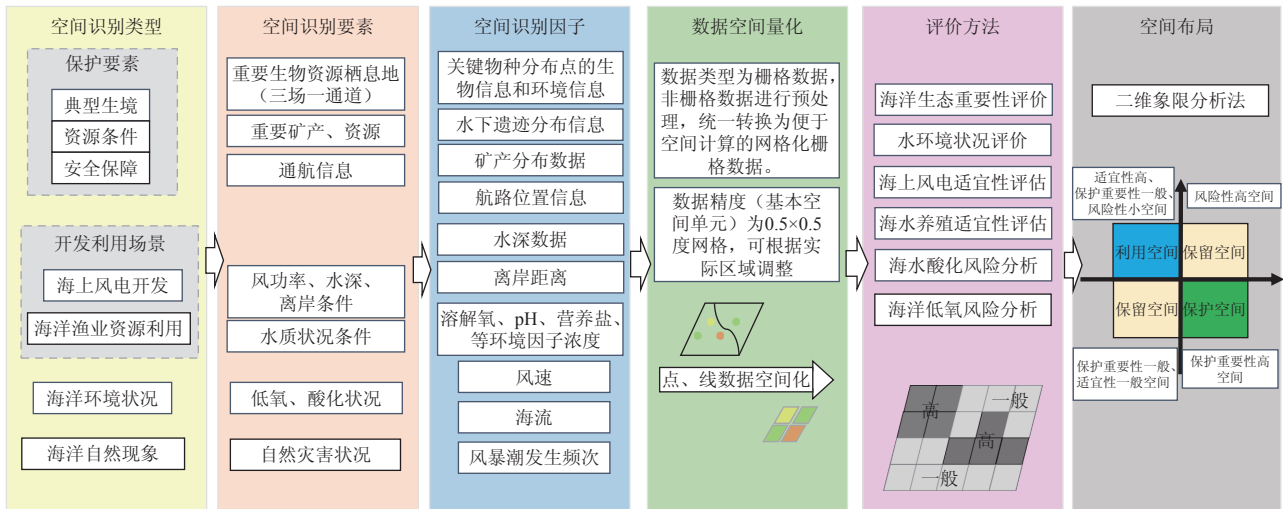 空间识别类型
保护要素
典型生境
资源条件
安全保障
开发利用场景
海上风电开发
海洋渔业资源利用
海洋环境状况
海洋自然现象
空间识别要素
重要生物资源栖息地
（三场一通道）
重要矿产、资源
通航信息
风功率、水深、
离岸条件
水质状况条件
低氧、酸化状况
自然灾害状况
空间识别因子
关键物种分布点的生
物信息和环境信息
水下遗迹分布信息
矿产分布数据
航路位置信息
水深数据
离岸距离
溶解氧、pH、营养盐、
等环境因子浓度
风速
海流
风暴潮发生频次
数据空间量化
数据类型为栅格数据，
非栅格数据进行预处
理，统一转换为便于
空间计算的网格化栅
格数据。
数据精度（基本空
间单元）为0.5×0.5
度网格，可根据实
际区域调整
点、线数据空间化
评价方法
海洋生态重要性评价
水环境状况评价
海上风电适宜性评估
海水养殖适宜性评估
海水酸化风险分析
海洋低氧风险分析
高
一般
高
一般
空间布局
二维象限分析法
适宜性高、
保护重要性一般、
风险性小空间
风险性高空间
利用空间
保留空间
保留空间
保护空间
保护重要性一般、
适宜性一般空间
保护重要性高
空间